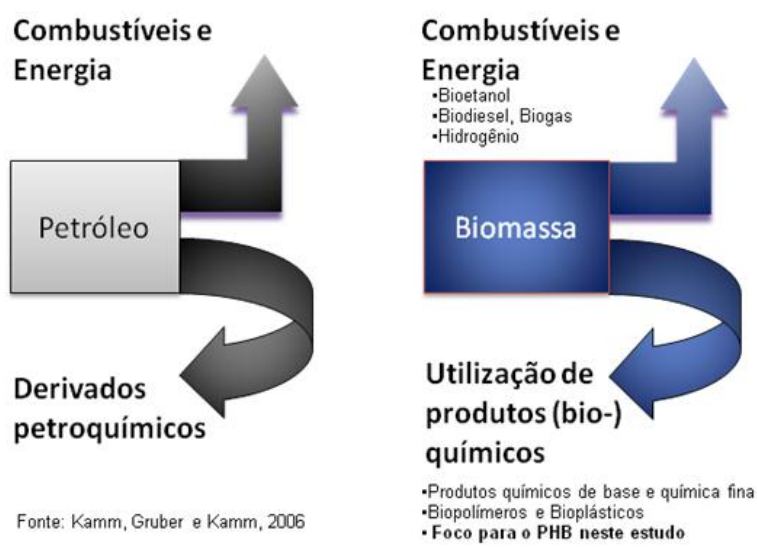 Combustíveis e
Energia
Petróleo
Derivados
petroquímicos
Fonte: Kamm, Gruber e Kamm, 2006
Combustíveis e
Energia
▪Bioetanol
▪Biodiesel, Biogas
▪Hidrogênio
Biomassa
Utilização de
produtos (bio-)
químicos
▪Produtos químicos de base e química fina
▪Biopolímeros e Bioplásticos
▪ Foco para o PHB neste estudo